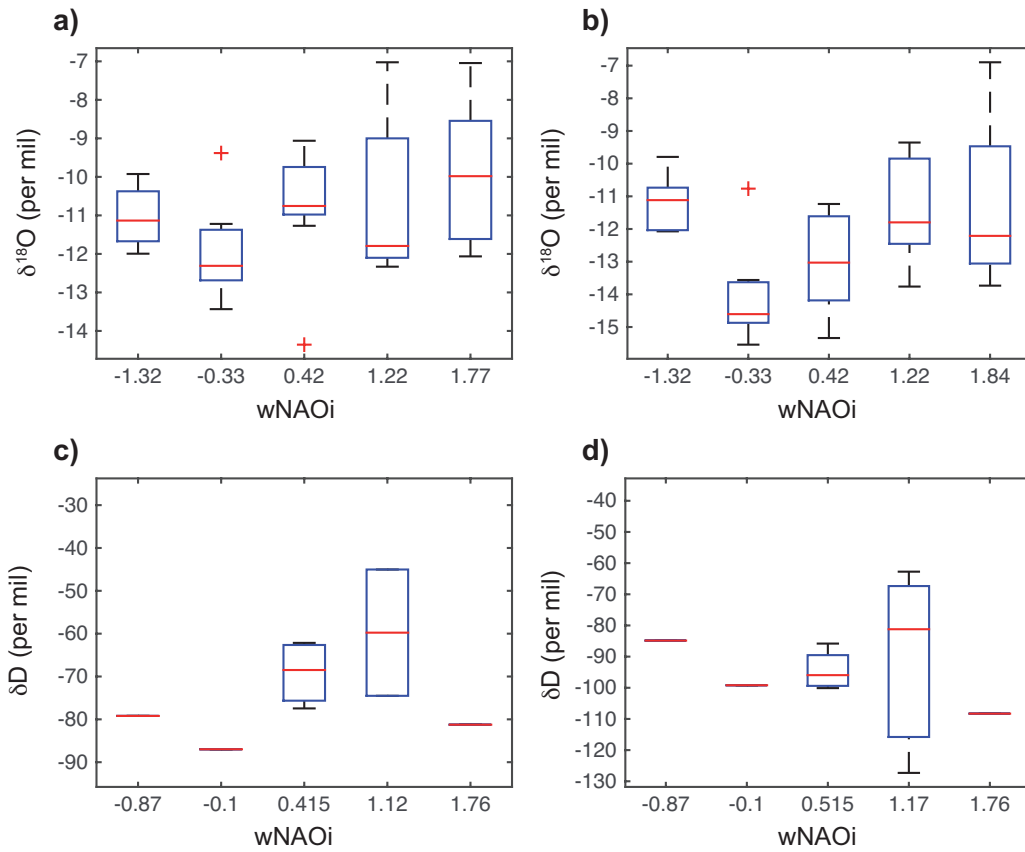 a)
-7
-8
-9
-10
-11
-12
-13
-14
δ18O (per mil)
-1.32 -0.33 0.42 1.22 1.77
wNAOi
b)
-7
-8
-9
-10
-11
-12
-13
-14
-15
δ18O (per mil)
-1.32 -0.33 0.42 1.22 1.84
wNAOi
c)
-30
-40
-50
-60
-70
-80
-90
δD (per mil)
-0.87 -0.1 0.415 1.12 1.76
wNAOi
d)
-40
-50
-60
-70
-80
-90
-100
-110
-120
-130
δD (per mil)
-0.87 -0.1 0.515 1.17 1.76
wNAOi